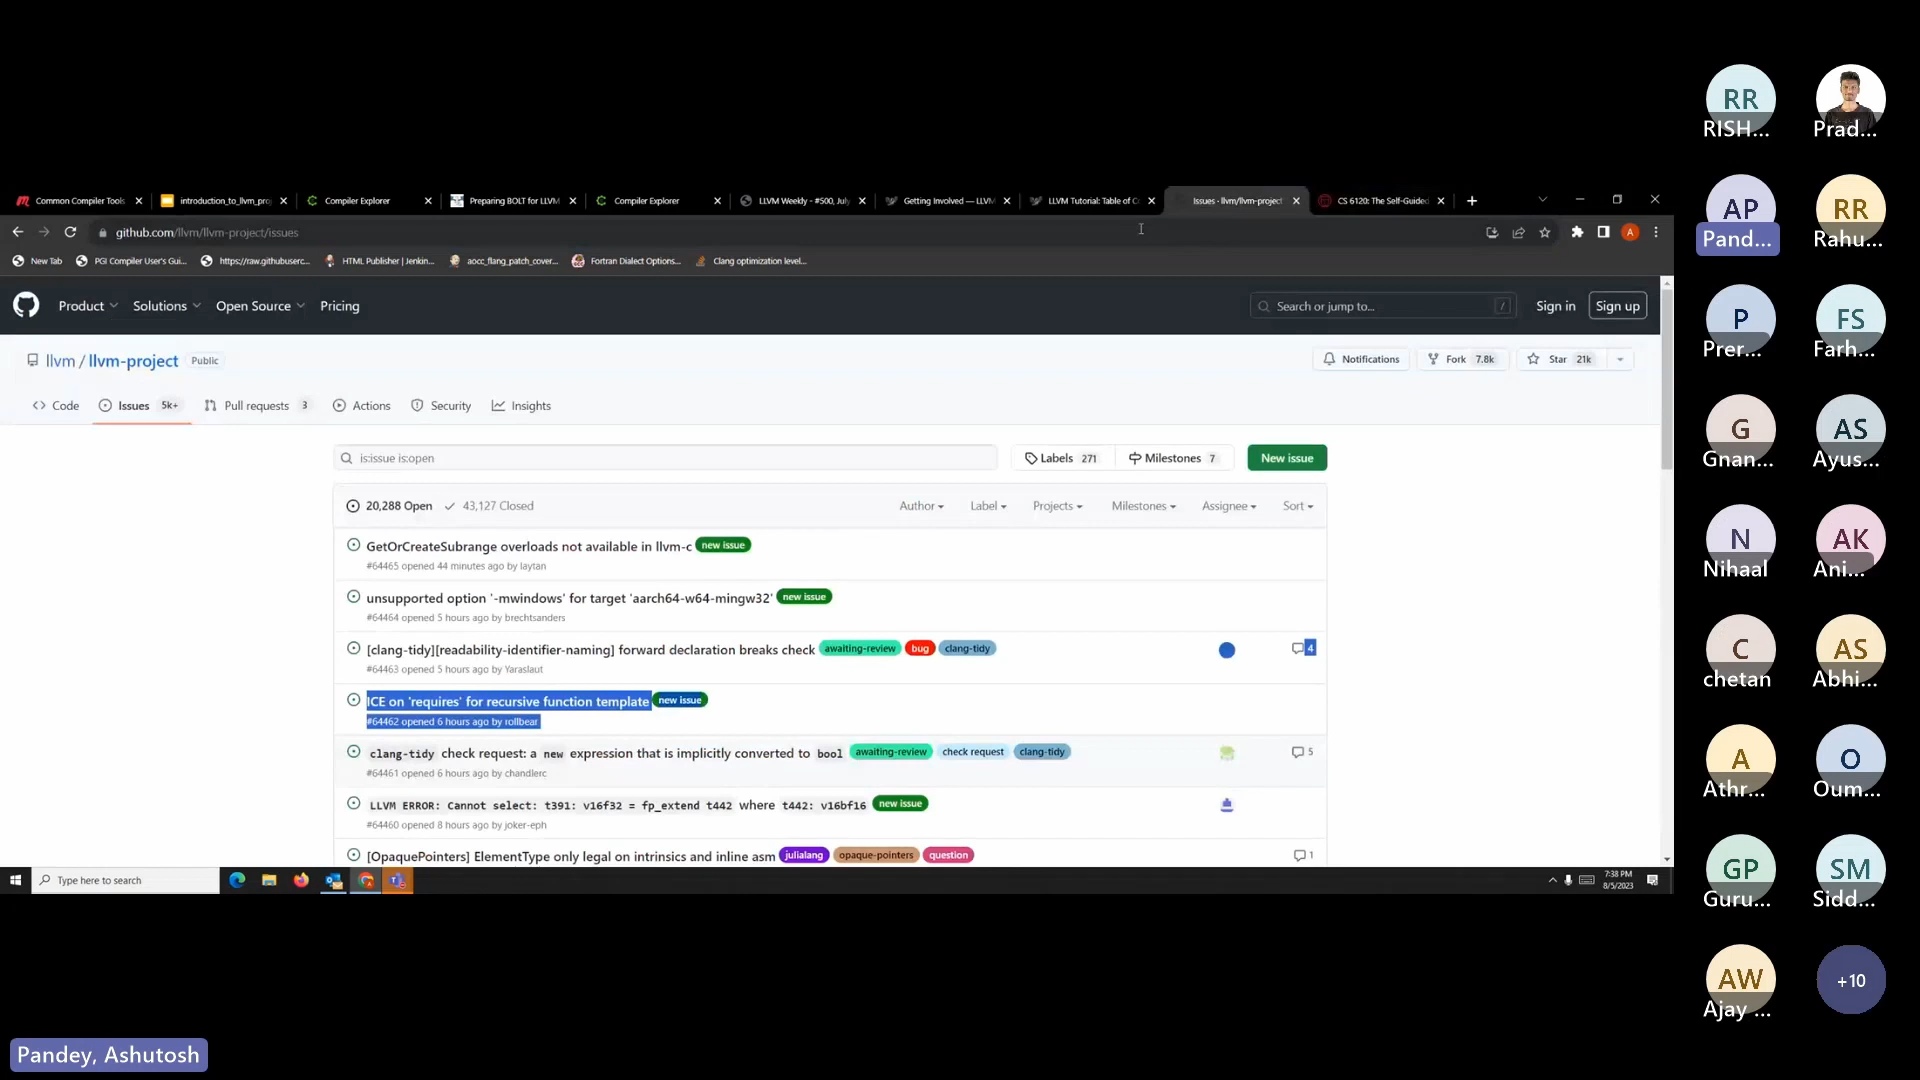 Common Compiler Tools
introduction_to_llvm_pro
Compiler Explorer
Preparing BOLT for LLVM
Compiler Explorer
LLVM Weekly - #500, July
Getting Involved — LLVM
LLVM Tutorial: Table of Co
Issues · llvm/llvm-project
CS 6120: The Self-Guided
github.com/llvm/llvm-project/issues
A
New Tab
PGI Compiler User's Gui...
https://raw.githubuserc...
HTML Publisher | Jenkin...
aocc_flang_patch_cover...
Fortran Dialect Options...
Clang optimization level...
Product
Solutions
Open Source
Pricing
Search or jump to...
/
Sign in
Sign up
llvm / llvm-project
Public
Notifications
Fork 7.8k
Star 21k
Code
Issues 5k+
Pull requests 3
Actions
Security
Insights
is:issue is:open
Labels 271
Milestones 7
New issue
20,288 Open
43,127 Closed
Author
Label
Projects
Milestones
Assignee
Sort
GetOrCreateSubrange overloads not available in llvm-c new issue
#64465 opened 44 minutes ago by laytan
unsupported option '-mwindows' for target 'aarch64-w64-mingw32' new issue
#64464 opened 5 hours ago by brechtsanders
[clang-tidy][readability-identifier-naming] forward declaration breaks check awaiting-review bug clang-tidy
4
#64463 opened 5 hours ago by Yaraslaut
ICE on 'requires' for recursive function template new issue
#64462 opened 6 hours ago by rollbear
clang-tidy check request: a new expression that is implicitly converted to bool awaiting-review check request clang-tidy
5
#64461 opened 6 hours ago by chandlerc
LLVM ERROR: Cannot select: t391: v16f32 = fp_extend t442 where t442: v16bf16 new issue
#64460 opened 8 hours ago by joker-eph
[OpaquePointers] ElementType only legal on intrinsics and inline asm julialang opaque-pointers question
1
Type here to search
7:38 PM
8/5/2023
RR
RISH...
Prad...
AP
Pand...
RR
Rahu...
P
Prer...
FS
Farh...
G
Gnan...
AS
Ayus...
N
Nihaal
AK
Ani...
C
chetan
AS
Abhi...
A
Athr...
O
Oum...
GP
Guru...
SM
Sidd...
AW
Ajay ...
+10
Pandey, Ashutosh